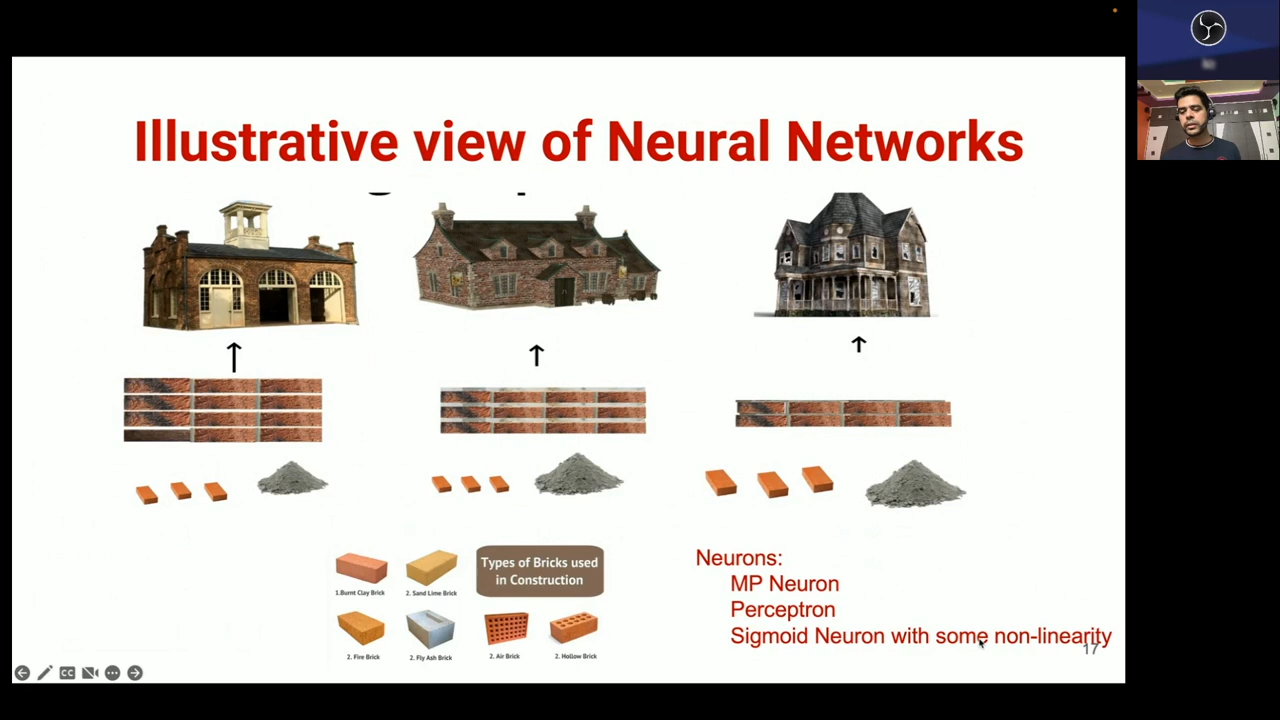 Illustrative view of Neural Networks
Types of Bricks used
in Construction
1.Burnt Clay Brick
2. Sand Lime Brick
2. Fire Brick
2. Fly Ash Brick
2. Air Brick
2. Hollow Brick
Neurons:
MP Neuron
Perceptron
Sigmoid Neuron with some non-linearity
17
CC